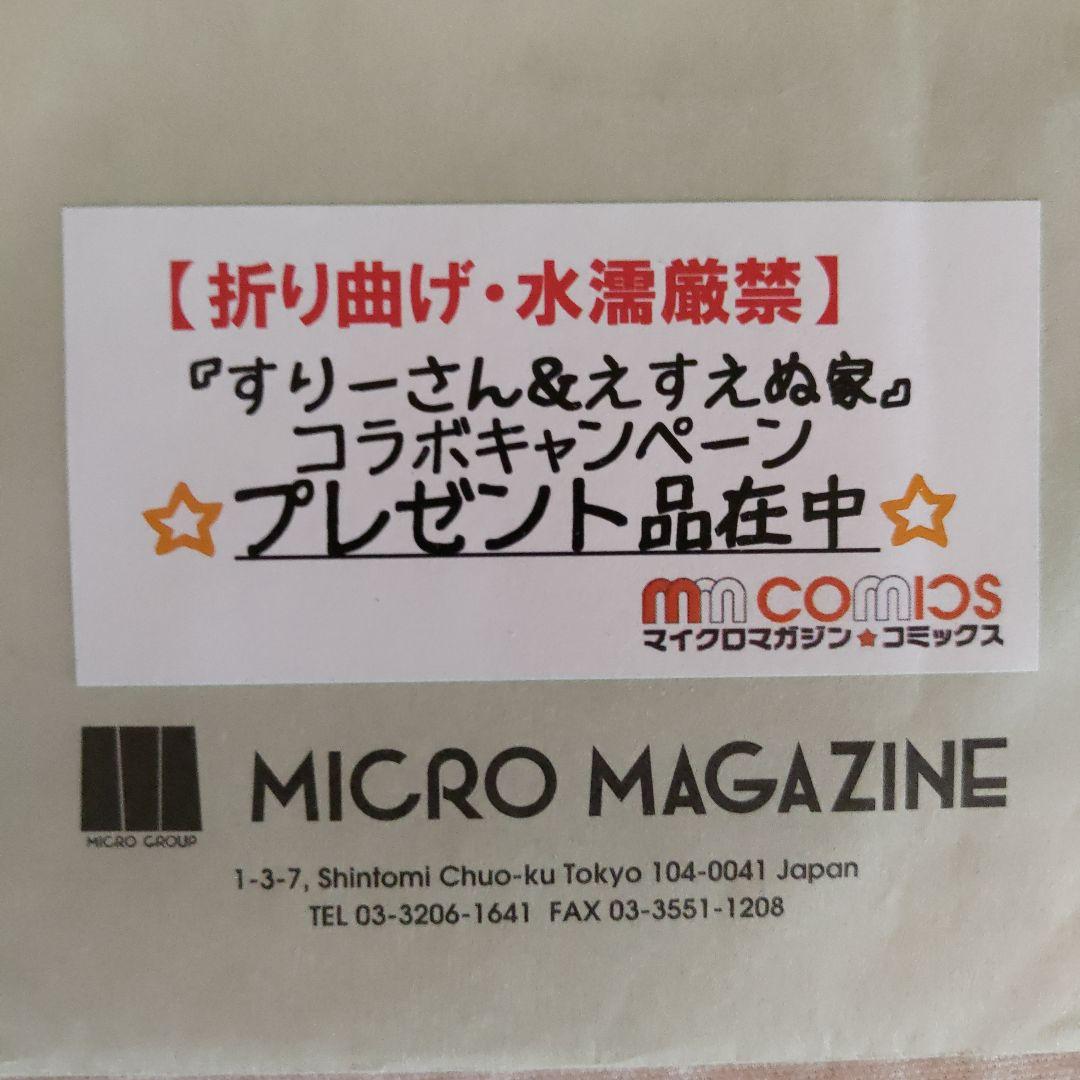 【折り曲げ・水濡厳禁】
『すりーさん&えすえぬ家』
コラボキャンペーン
☆プレゼント品在中☆
mm comics
マイクロマガジン★コミックス
MICRO MAGAZINE
MICRO GROUP
1-3-7, Shintomi Chuo-ku Tokyo 104-0041 Japan
TEL 03-3206-1641 FAX 03-3551-1208